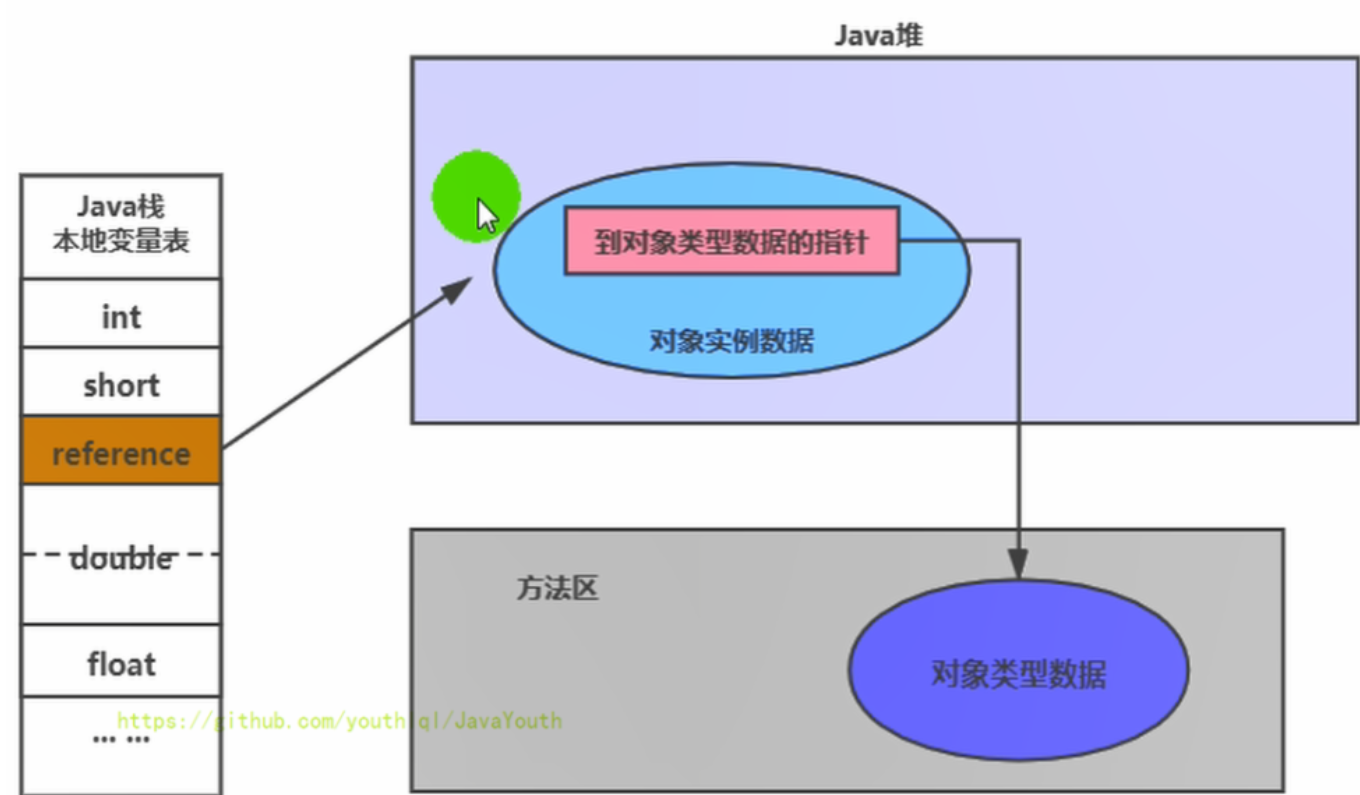 Java堆
Java栈
本地变量表
int
short
reference
double
float
... ...
到对象类型数据的指针
对象实例数据
方法区
对象类型数据
https://github.com/youthlql/JavaYouth